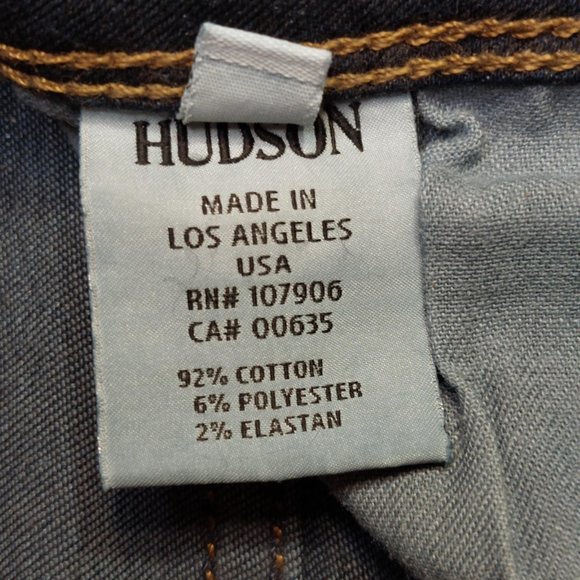 HUDSON
MADE IN
LOS ANGELES
USA
RN# 107906
CA# 00635
92% COTTON
6% POLYESTER
2% ELASTAN